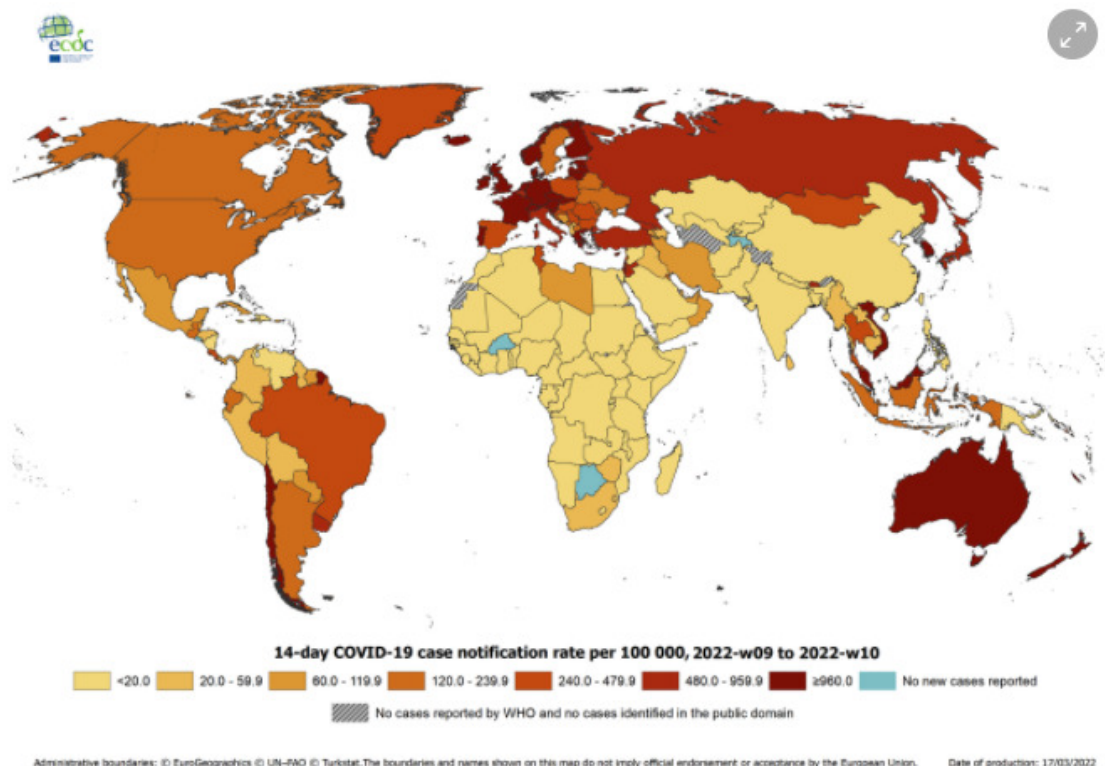 ecdc
14-day COVID-19 case notification rate per 100 000, 2022-w09 to 2022-w10
<20.0 20.0 - 59.9 60.0 - 119.9 120.0 - 239.9 240.0 - 479.9 480.0 - 959.9 ≥960.0 No new cases reported
No cases reported by WHO and no cases identified in the public domain
Administrative boundaries: © EuroGeographics © UN–FAO © Turkstat.The boundaries and names shown on this map do not imply official endorsement or acceptance by the European Union. Date of production: 17/03/2022